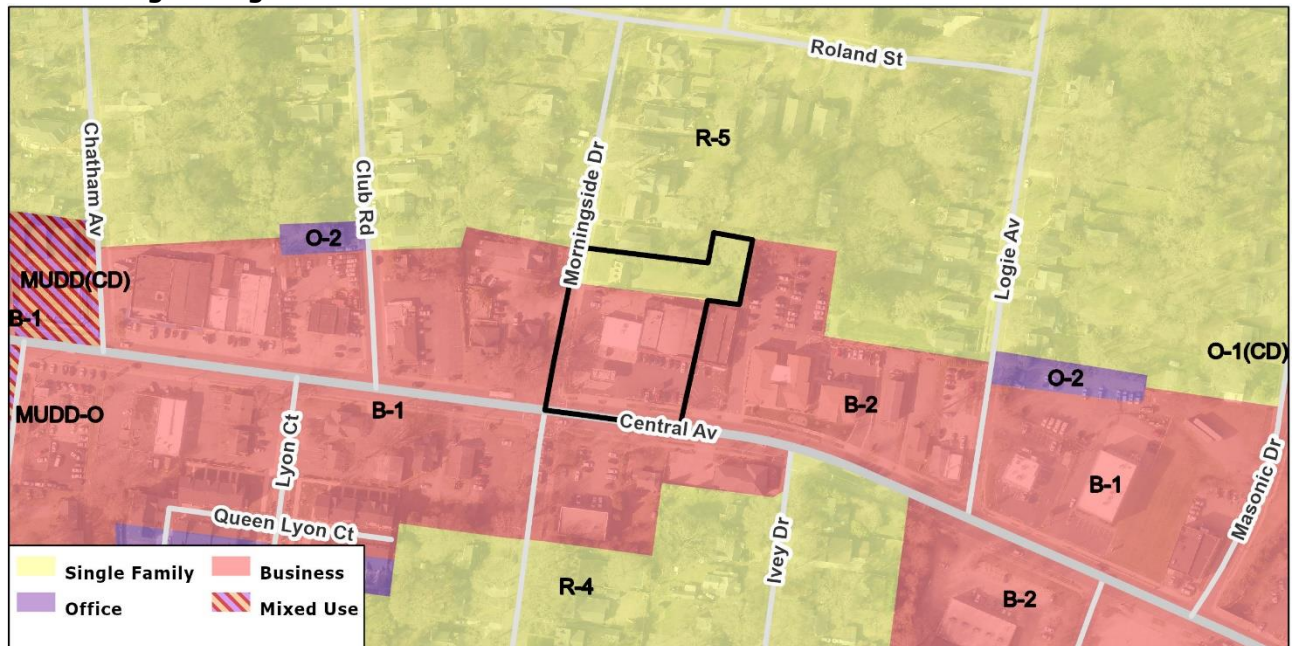 Roland St
R-5
Chatham Av
Club Rd
Morningside Dr
Logie Av
O-2
MUDD(CD)
B-1
O-1(CD)
O-2
B-2
MUDD-O
B-1
Central Av
Lyon Ct
B-1
Masonic Dr
Queen Lyon Ct
Ivey Dr
R-4
B-2
Single Family
Business
Office
Mixed Use